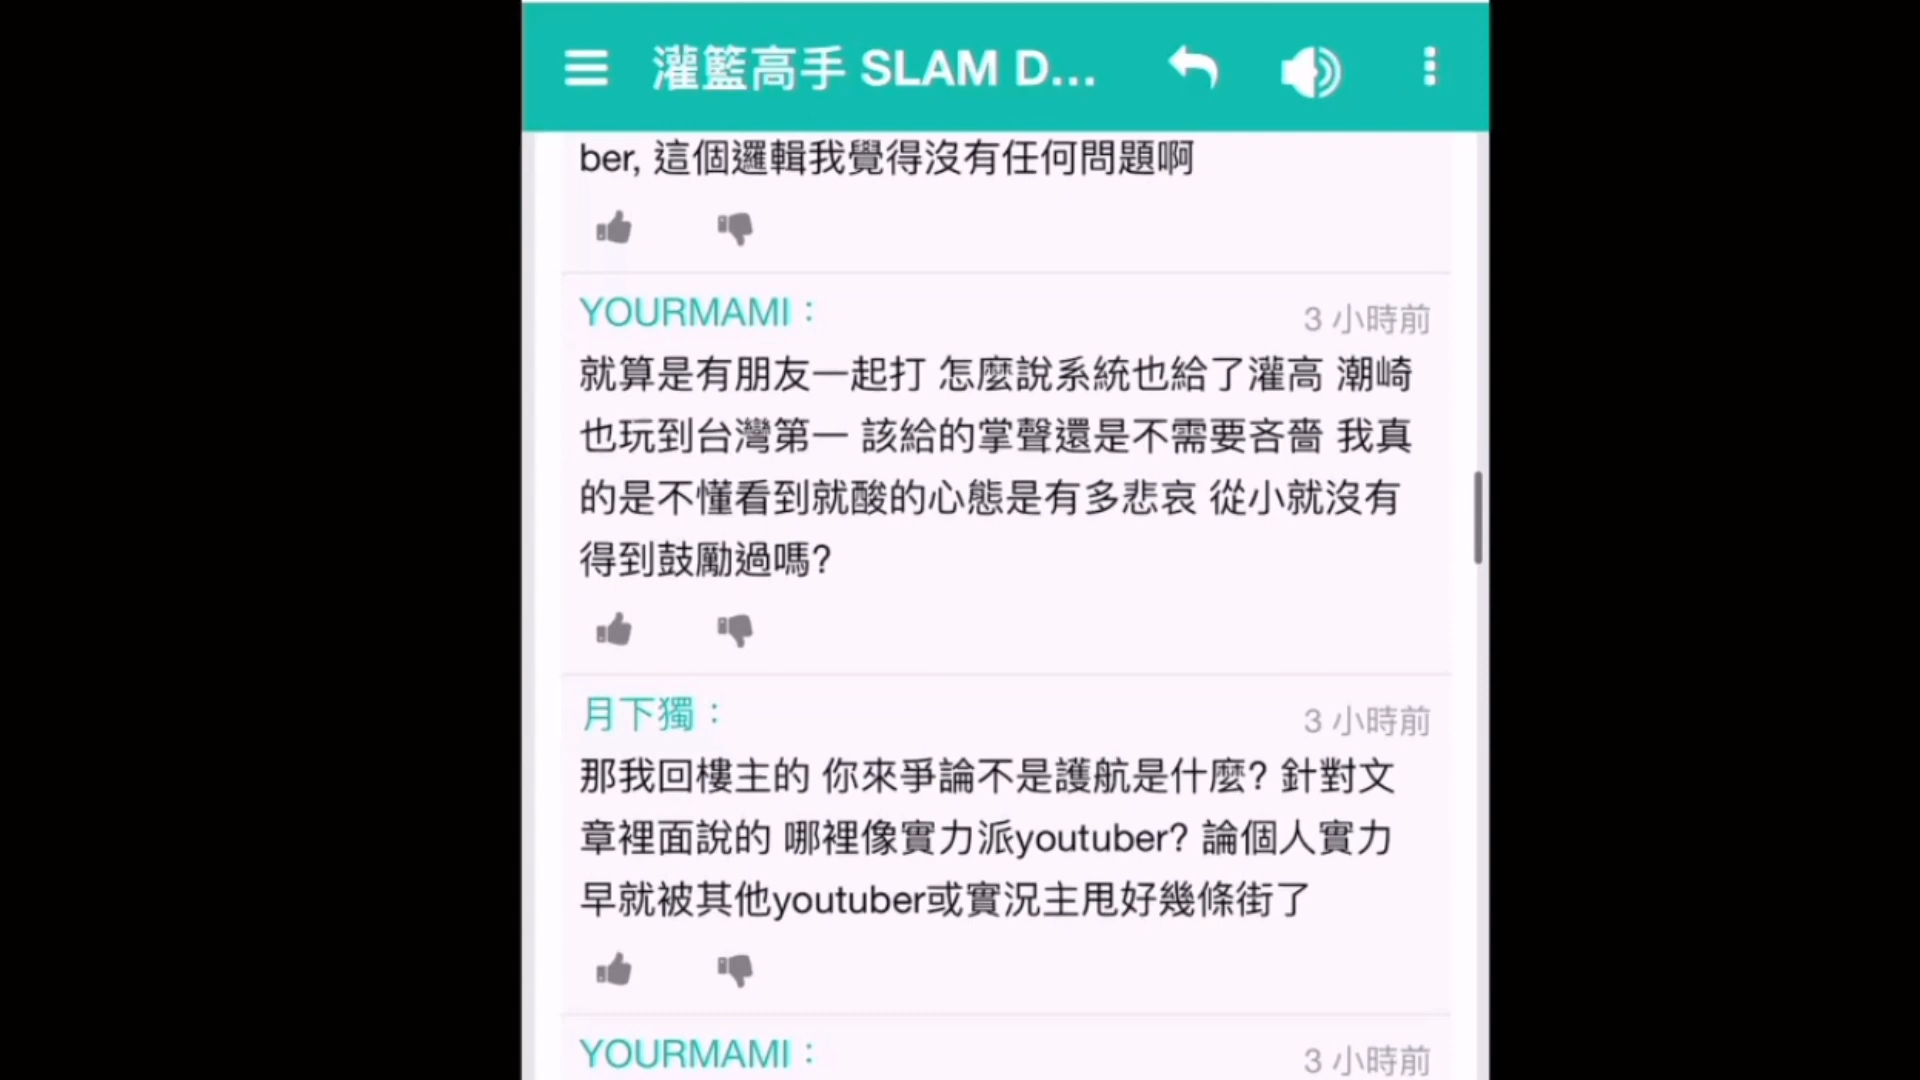 灌籃高手 SLAM D...
ber, 這個邏輯我覺得沒有任何問題啊
YOURMAMI：
3 小時前
就算是有朋友一起打 怎麼說系統也給了灌高 潮崎
也玩到台灣第一 該給的掌聲還是不需要吝嗇 我真
的是不懂看到就酸的心態是有多悲哀 從小就沒有
得到鼓勵過嗎?
月下獨：
3 小時前
那我回樓主的 你來爭論不是護航是什麼? 針對文
章裡面說的 哪裡像實力派youtuber? 論個人實力
早就被其他youtuber或實況主甩好幾條街了
YOURMAMI：
3 小時前